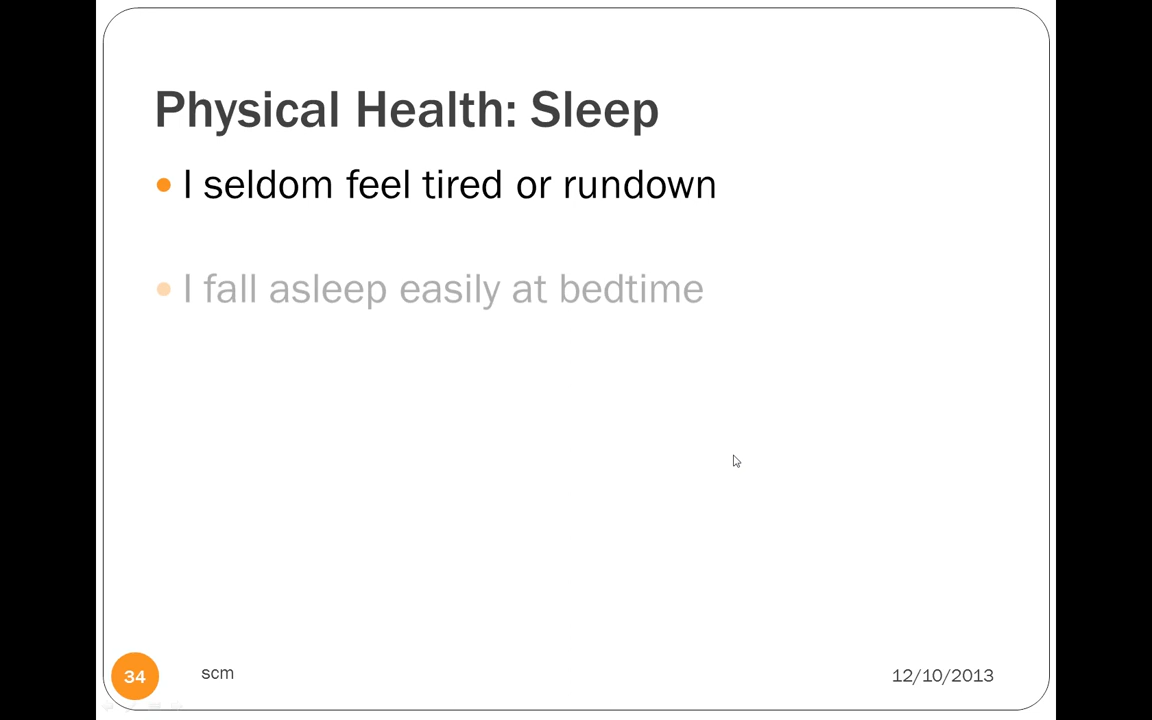 Physical Health: Sleep
I seldom feel tired or rundown
I fall asleep easily at bedtime
34
scm
12/10/2013